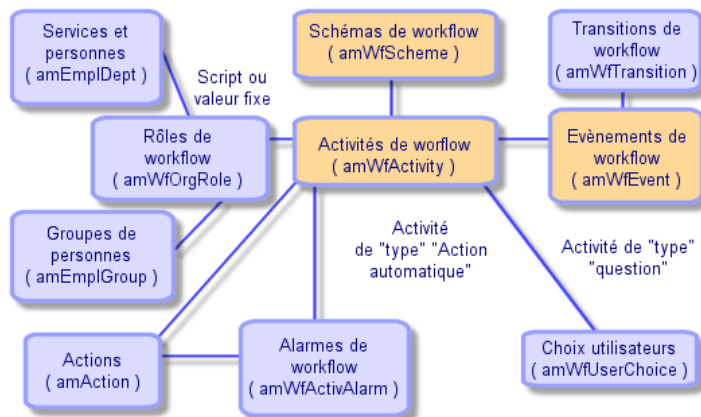 Services et
personnes
( amEmplDept )
Schémas de workflow
( amWfScheme )
Transitions de
workflow
( amWfTransition )
Script ou
valeur fixe
Rôles de
workflow
( amWfOrgRole )
Activités de worflow
( amWfActivity )
Evènements de
workflow
( amWfEvent )
Groupes de
personnes
( amEmplGroup )
Activité
de "type" "Action
automatique"
Activité de "type"
"question"
Actions
( amAction )
Alarmes de
workflow
( amWfActivAlarm )
Choix utilisateurs
( amWfUserChoice )